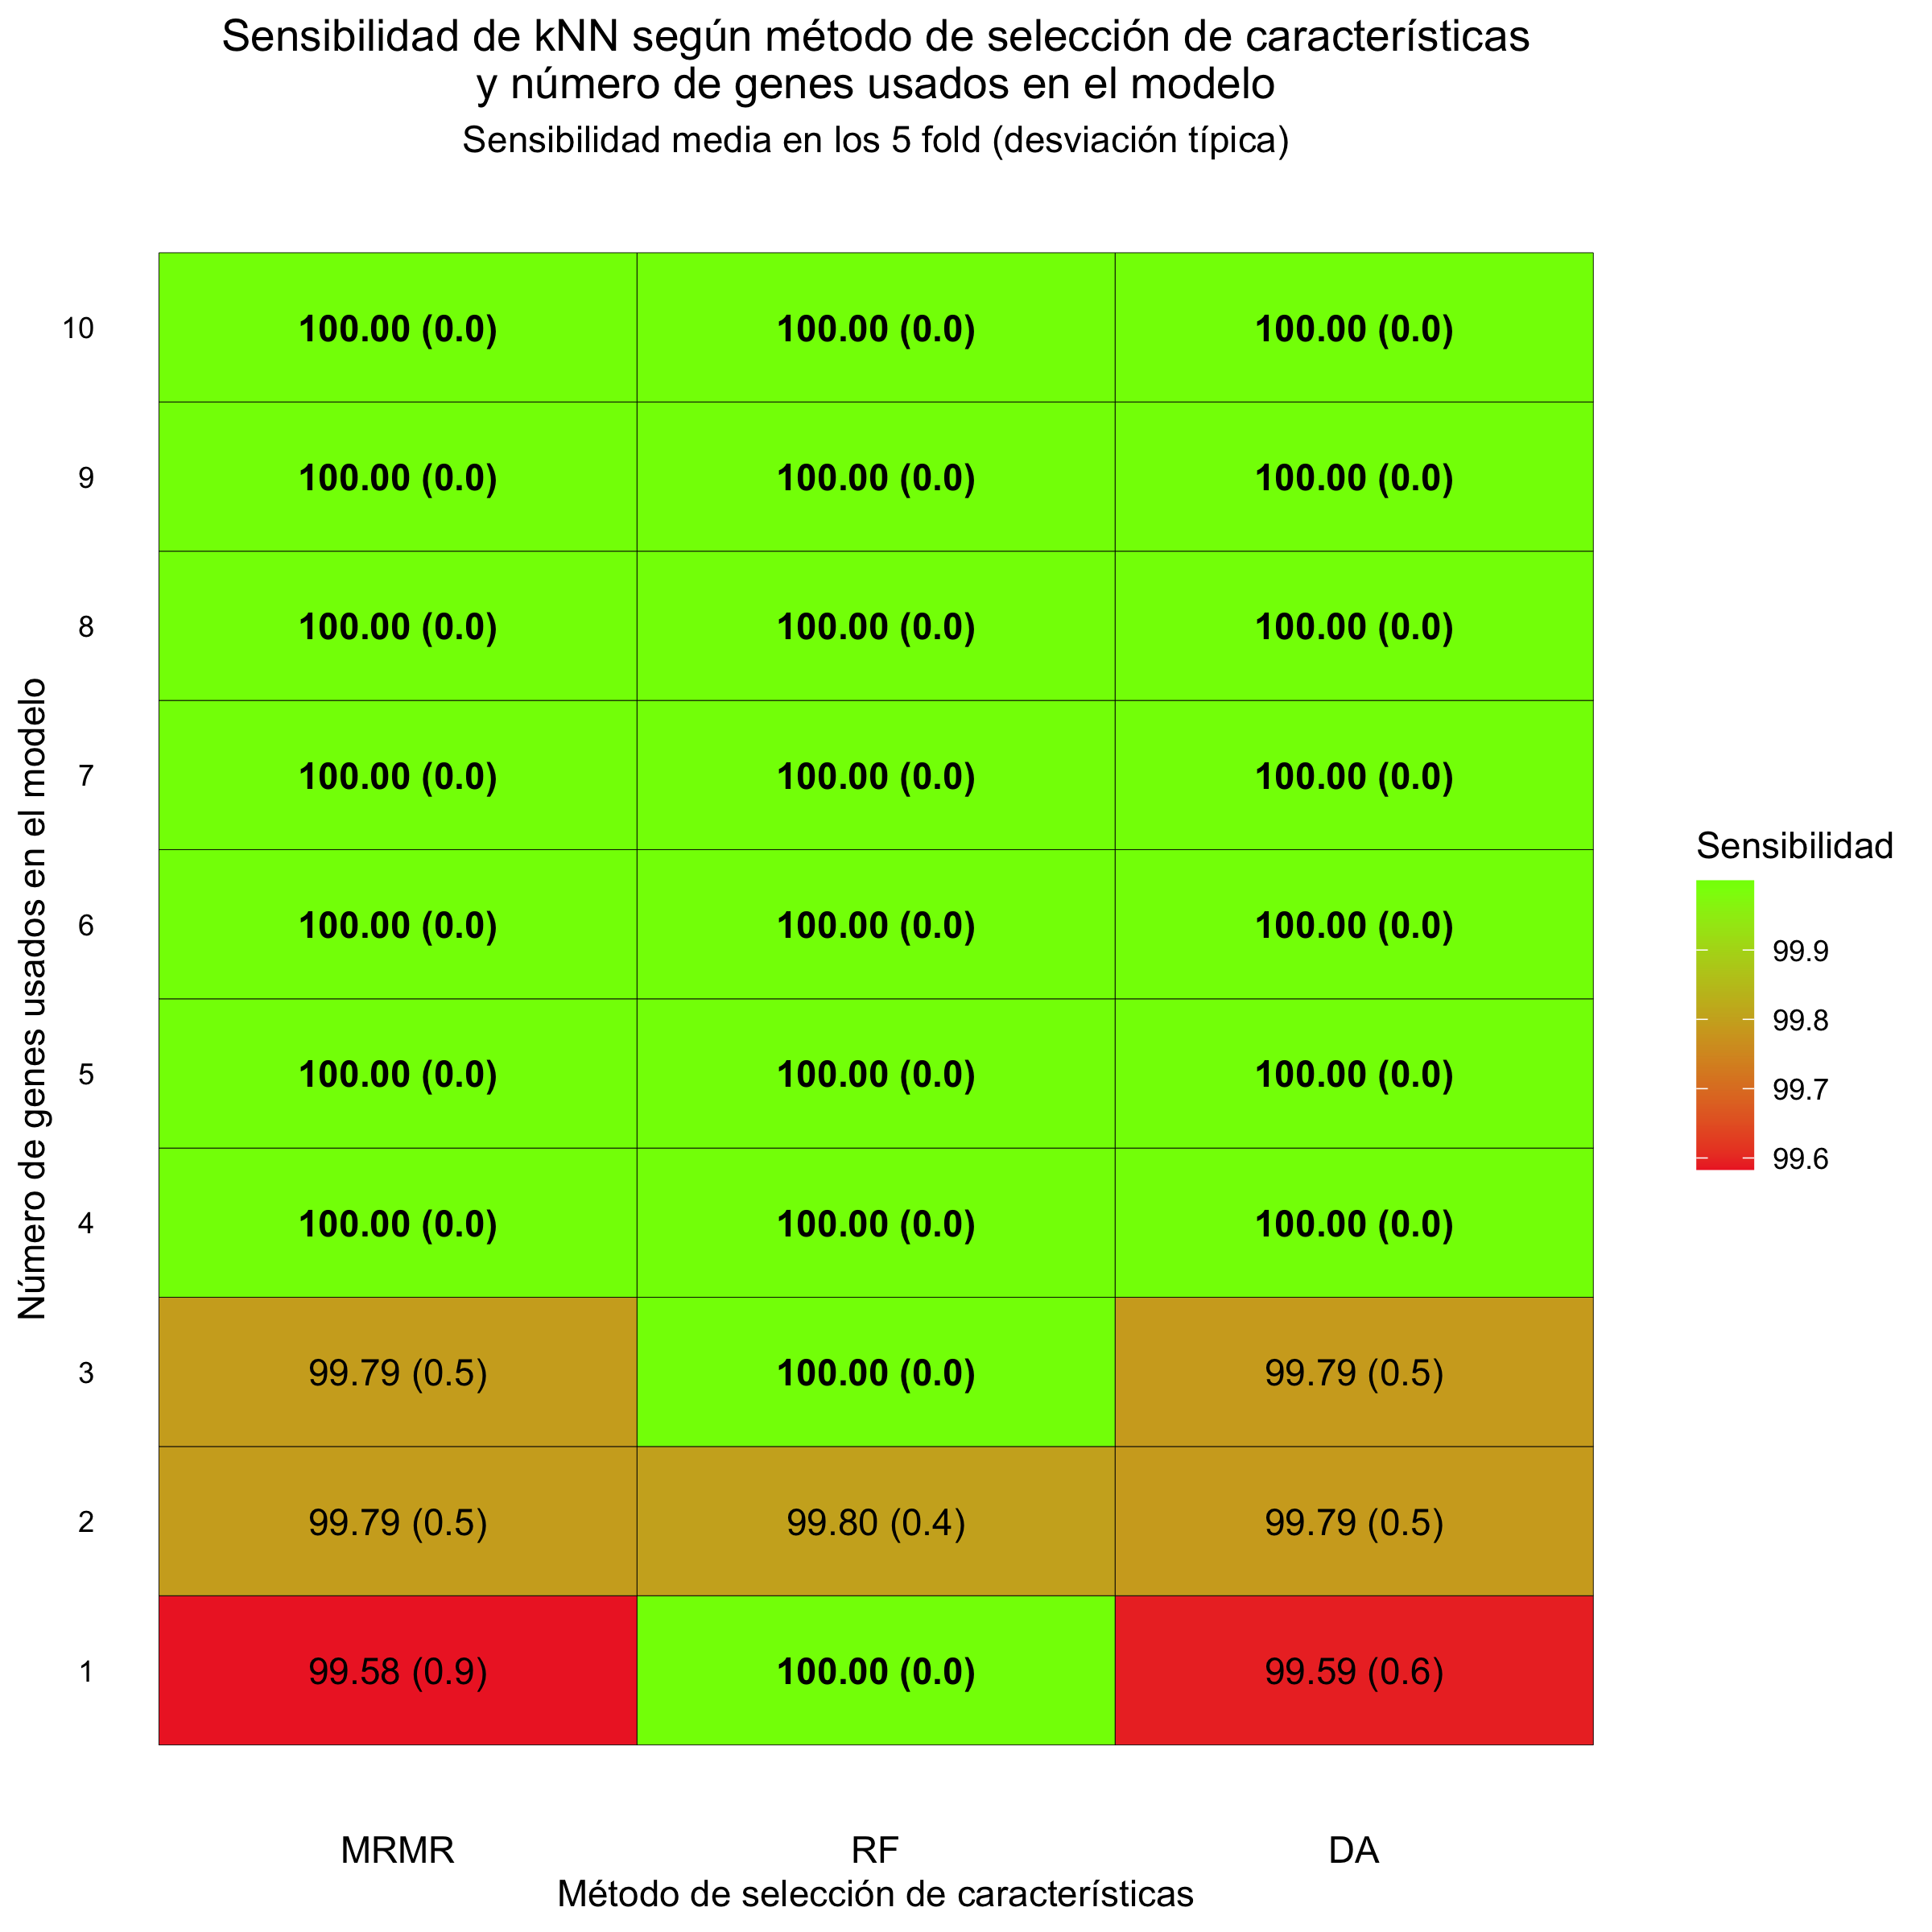 Sensibilidad de kNN según método de selección de características
y número de genes usados en el modelo
Sensibilidad media en los 5 fold (desviación típica)
Número de genes usados en el modelo
10 100.00 (0.0) 100.00 (0.0) 100.00 (0.0)
9 100.00 (0.0) 100.00 (0.0) 100.00 (0.0)
8 100.00 (0.0) 100.00 (0.0) 100.00 (0.0)
7 100.00 (0.0) 100.00 (0.0) 100.00 (0.0)
6 100.00 (0.0) 100.00 (0.0) 100.00 (0.0)
5 100.00 (0.0) 100.00 (0.0) 100.00 (0.0)
4 100.00 (0.0) 100.00 (0.0) 100.00 (0.0)
3 99.79 (0.5) 100.00 (0.0) 99.79 (0.5)
2 99.79 (0.5) 99.80 (0.4) 99.79 (0.5)
1 99.58 (0.9) 100.00 (0.0) 99.59 (0.6)
MRMR RF DA
Método de selección de características
Sensibilidad
99.9
99.8
99.7
99.6